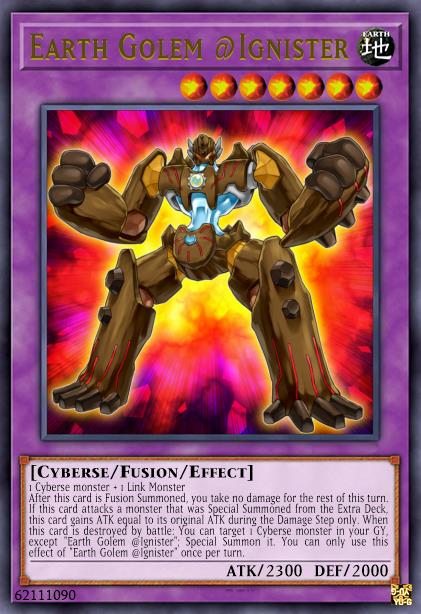 EARTH GOLEM @IGNISTER
EARTH
地
[CYBERSE/FUSION/EFFECT]
1 Cyberse monster + 1 Link Monster
After this card is Fusion Summoned, you take no damage for the rest of this turn.
If this card attacks a monster that was Special Summoned from the Extra Deck,
this card gains ATK equal to its original ATK during the Damage Step only. When
this card is destroyed by battle: You can target 1 Cyberse monster in your GY,
except "Earth Golem @Ignister"; Special Summon it. You can only use this
effect of "Earth Golem @Ignister" once per turn.
ATK/2300 DEF/2000
62111090